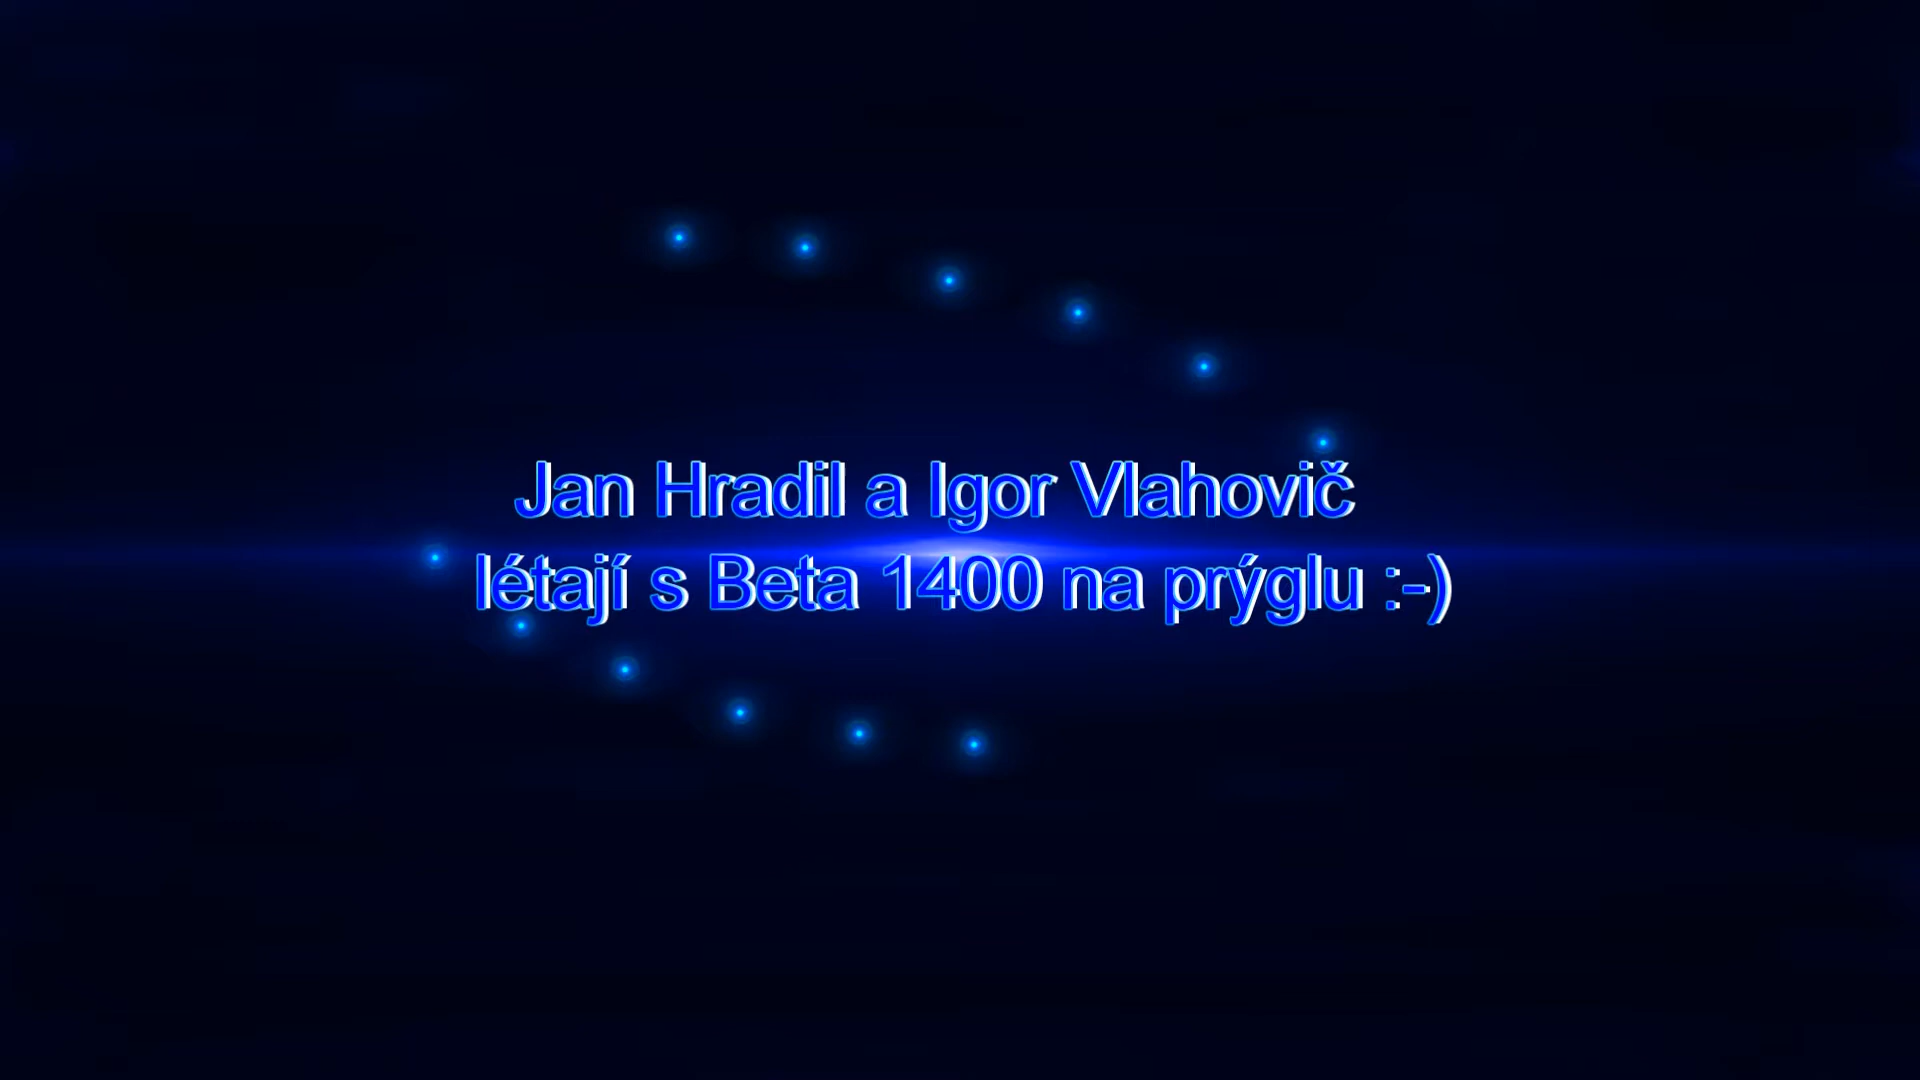 Jan Hradil a Igor Vlahovič
létají s Beta 1400 na prýglu :-)